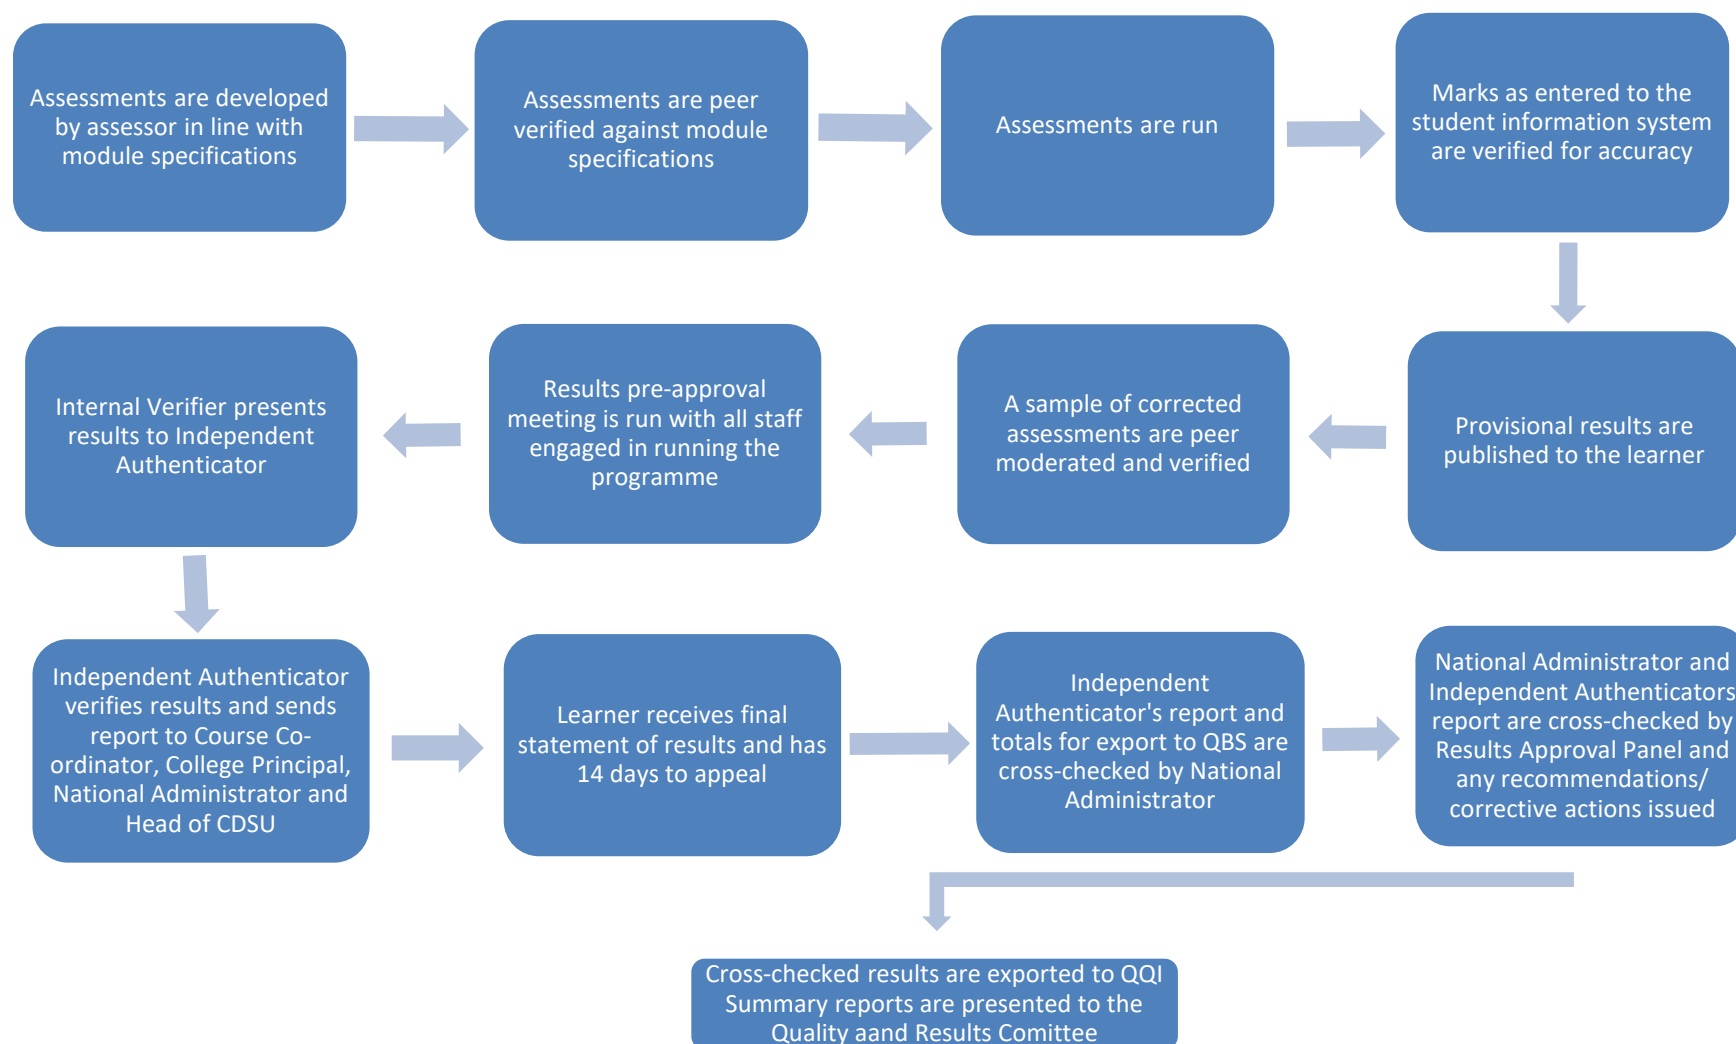 Assessments are developed
by assessor in line with
module specifications
Assessments are peer
verified against module
specifications
Assessments are run
Marks as entered to the
student information system
are verified for accuracy
Provisional results are
published to the learner
A sample of corrected
assessments are peer
moderated and verified
Results pre-approval
meeting is run with all staff
engaged in running the
programme
Internal Verifier presents
results to Independent
Authenticator
Independent Authenticator
verifies results and sends
report to Course Co-
ordinator, College Principal,
National Administrator and
Head of CDSU
Learner receives final
statement of results and has
14 days to appeal
Independent
Authenticator's report and
totals for export to QBS are
cross-checked by National
Administrator
National Administrator and
Independent Authenticators
report are cross-checked by
Results Approval Panel and
any recommendations/
corrective actions issued
Cross-checked results are exported to QQI
Summary reports are presented to the
Quality aand Results Comittee